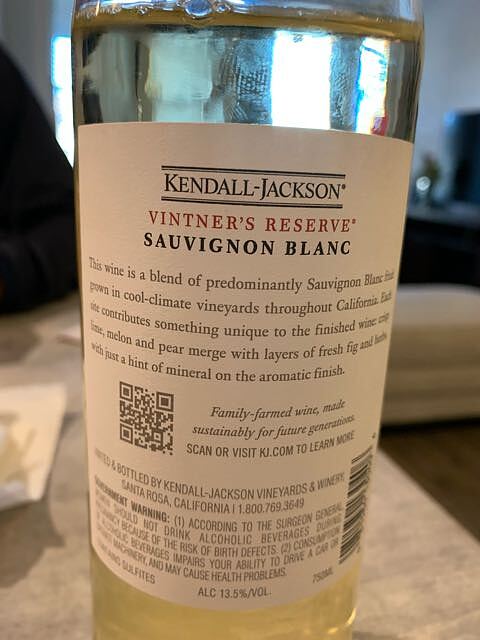 KENDALL-JACKSON®
VINTNER'S RESERVE®
SAUVIGNON BLANC
This wine is a blend of predominantly Sauvignon Blanc fruit
grown in cool-climate vineyards throughout California. Each
site contributes something unique to the finished wine: crisp
lime, melon and pear merge with layers of fresh fig and herbs,
with just a hint of mineral on the aromatic finish.
Family-farmed wine, made
sustainably for future generations.
SCAN OR VISIT KJ.COM TO LEARN MORE
& BOTTLED BY KENDALL-JACKSON VINEYARDS & WINERY,
SANTA ROSA, CALIFORNIA | 1.800.769.3649
GOVERNMENT WARNING: (1) ACCORDING TO THE SURGEON GENERAL
SHOULD NOT DRINK ALCOHOLIC BEVERAGES DURING
BECAUSE OF THE RISK OF BIRTH DEFECTS. (2) CONSUMPTION
BEVERAGES IMPAIRS YOUR ABILITY TO DRIVE A CAR OR
MACHINERY, AND MAY CAUSE HEALTH PROBLEMS.
SULFITES
750ML
ALC 13.5%/VOL.